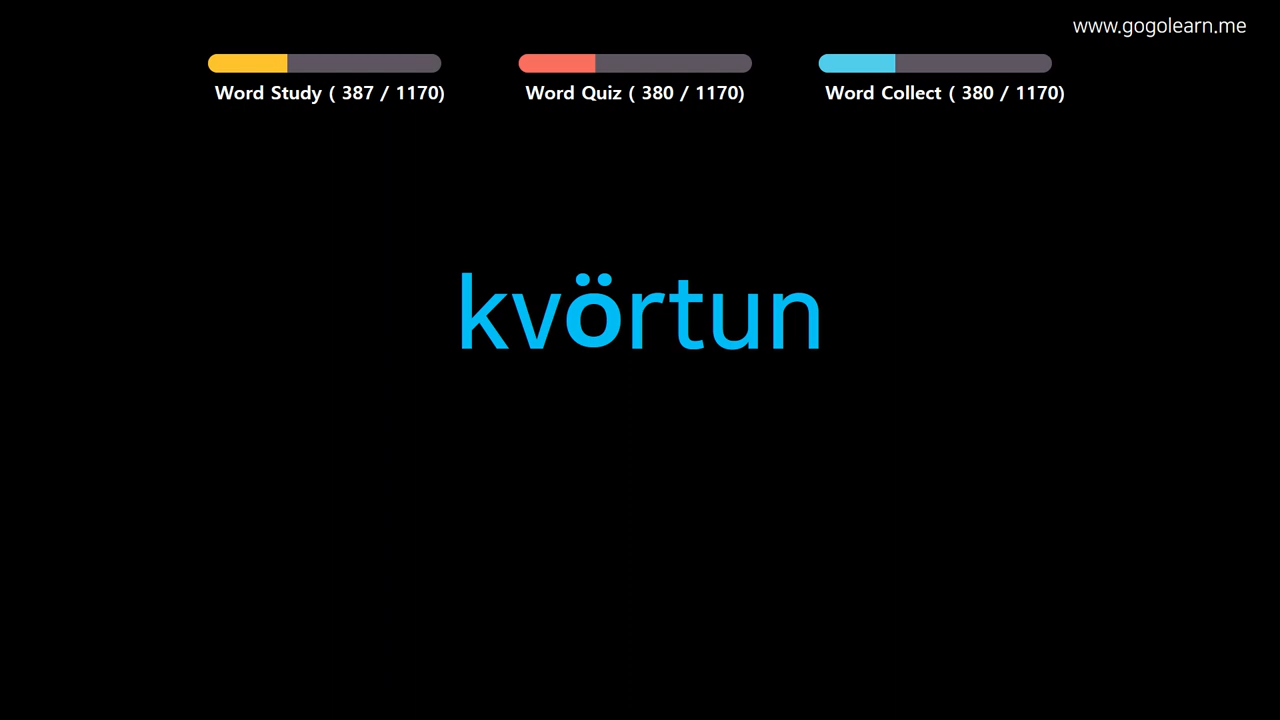 www.gogolearn.me
Word Study ( 387 / 1170)
Word Quiz ( 380 / 1170)
Word Collect ( 380 / 1170)
kvörtun